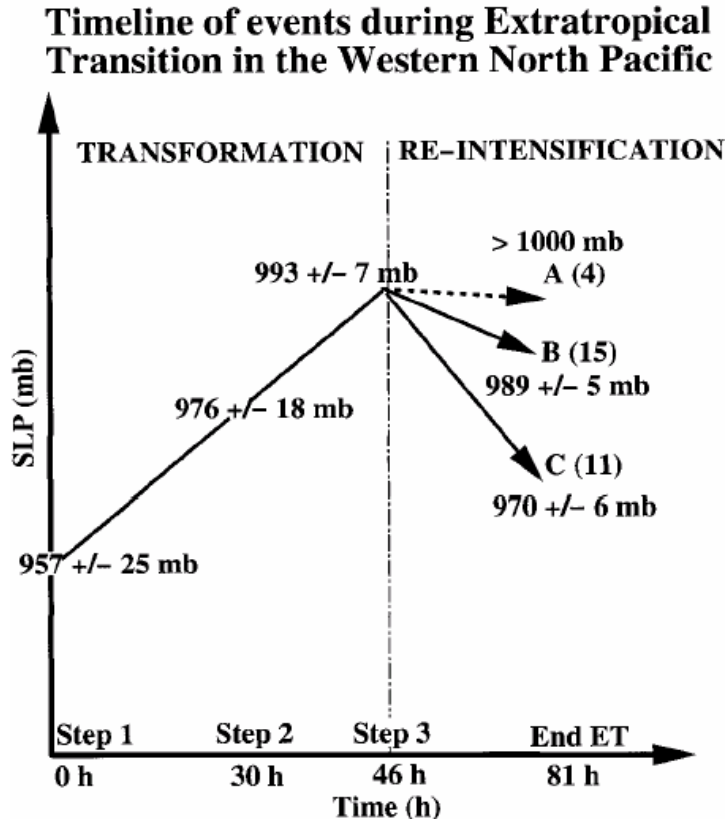 Timeline of events during Extratropical
Transition in the Western North Pacific
TRANSFORMATION
RE-INTENSIFICATION
> 1000 mb
993 +/- 7 mb
A (4)
B (15)
989 +/- 5 mb
976 +/- 18 mb
C (11)
970 +/- 6 mb
957 +/- 25 mb
SLP (mb)
Step 1
Step 2
Step 3
End ET
0 h
30 h
46 h
81 h
Time (h)